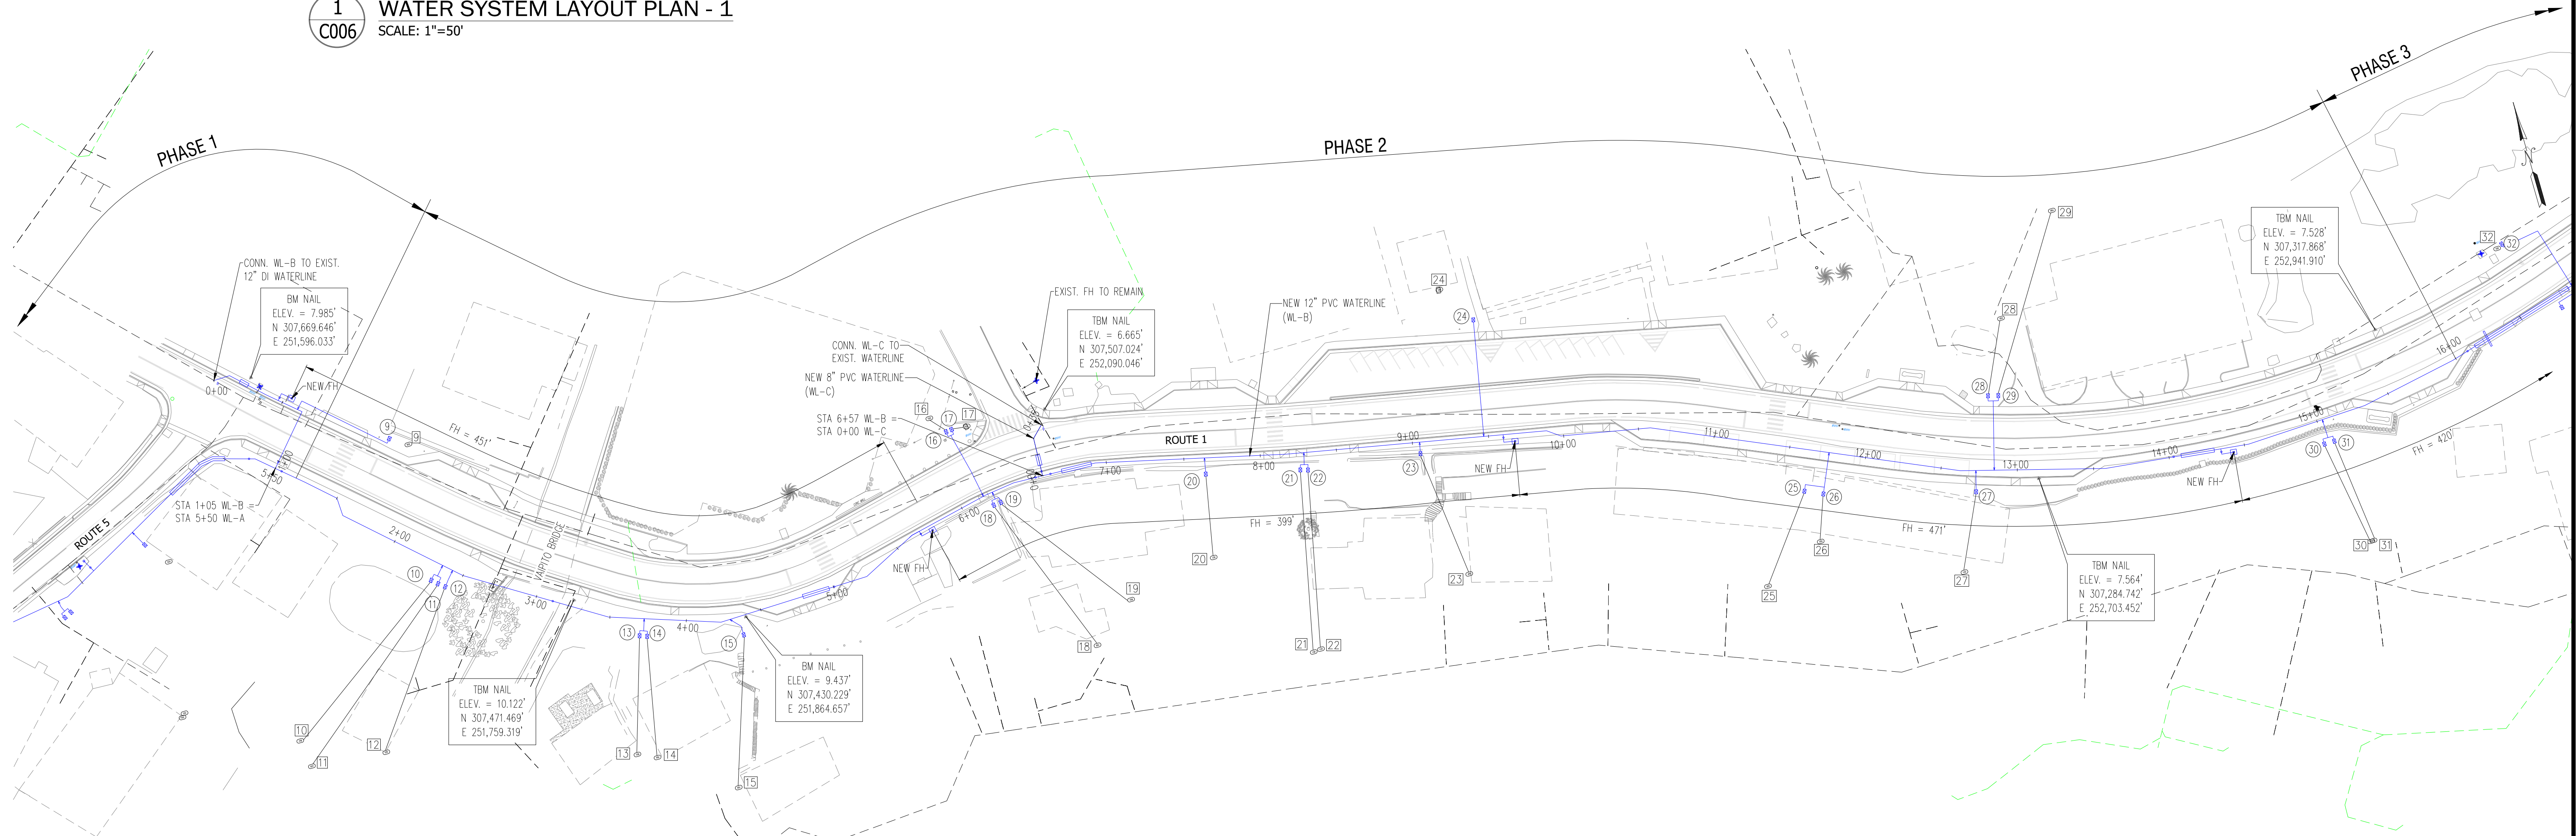 1
C006
WATER SYSTEM LAYOUT PLAN - 1
SCALE: 1"=50'
PHASE 1
PHASE 2
PHASE 3
N
CONN. WL-B TO EXIST.
12" DI WATERLINE
BM NAIL
ELEV. = 7.985'
N 307,669.646'
E 251,596.033'
NEW FH
0+00
1+00
FH = 451'
9
9
5+50
STA 1+05 WL-B =
STA 5+50 WL-A
ROUTE 5
2+00
VAIPITO BRIDGE
3+00
10
11
12
10
11
12
TBM NAIL
ELEV. = 10.122'
N 307,471.469'
E 251,759.319'
13
14
13
14
4+00
15
15
BM NAIL
ELEV. = 9.437'
N 307,430.229'
E 251,864.657'
5+00
NEW FH
6+00
CONN. WL-C TO
EXIST. WATERLINE
NEW 8" PVC WATERLINE
(WL-C)
STA 6+57 WL-B =
STA 0+00 WL-C
16
16
17
17
EXIST. FH TO REMAIN
TBM NAIL
ELEV. = 6.665'
N 307,507.024'
E 252,090.046'
18
19
18
19
7+00
ROUTE 1
NEW 12" PVC WATERLINE
(WL-B)
20
20
8+00
21
22
21
22
FH = 399'
9+00
23
23
24
24
NEW FH
10+00
11+00
25
26
25
26
12+00
FH = 471'
27
27
28
29
28
29
13+00
TBM NAIL
ELEV. = 7.564'
N 307,284.742'
E 252,703.452'
14+00
NEW FH
TBM NAIL
ELEV. = 7.528'
N 307,317.868'
E 252,941.910'
15+00
30
31
30
31
FH = 420'
16+00
32
32